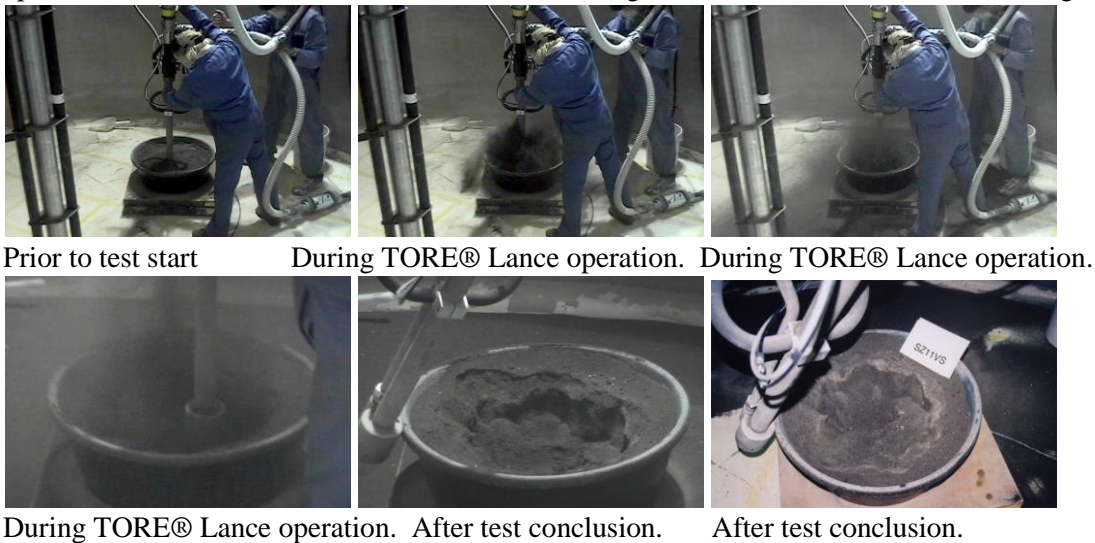 Prior to test start During TORE® Lance operation. During TORE® Lance operation.
SZ11VS
During TORE® Lance operation. After test conclusion. After test conclusion.